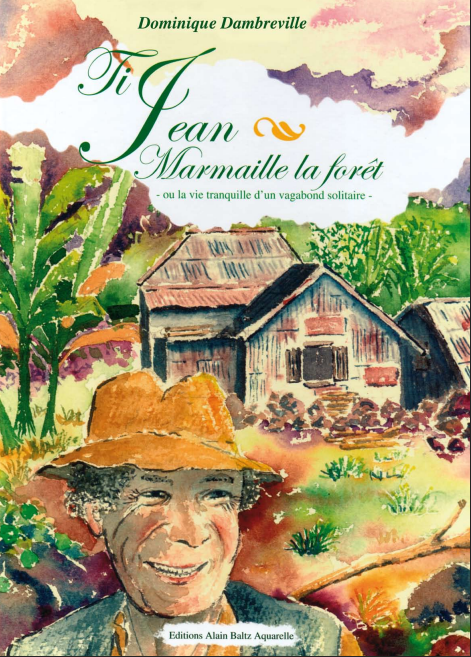 Dominique Dambreville
Ti
Jean
Marmaille la forêt
- ou la vie tranquille d'un vagabond solitaire -
Editions Alain Baltz Aquarelle